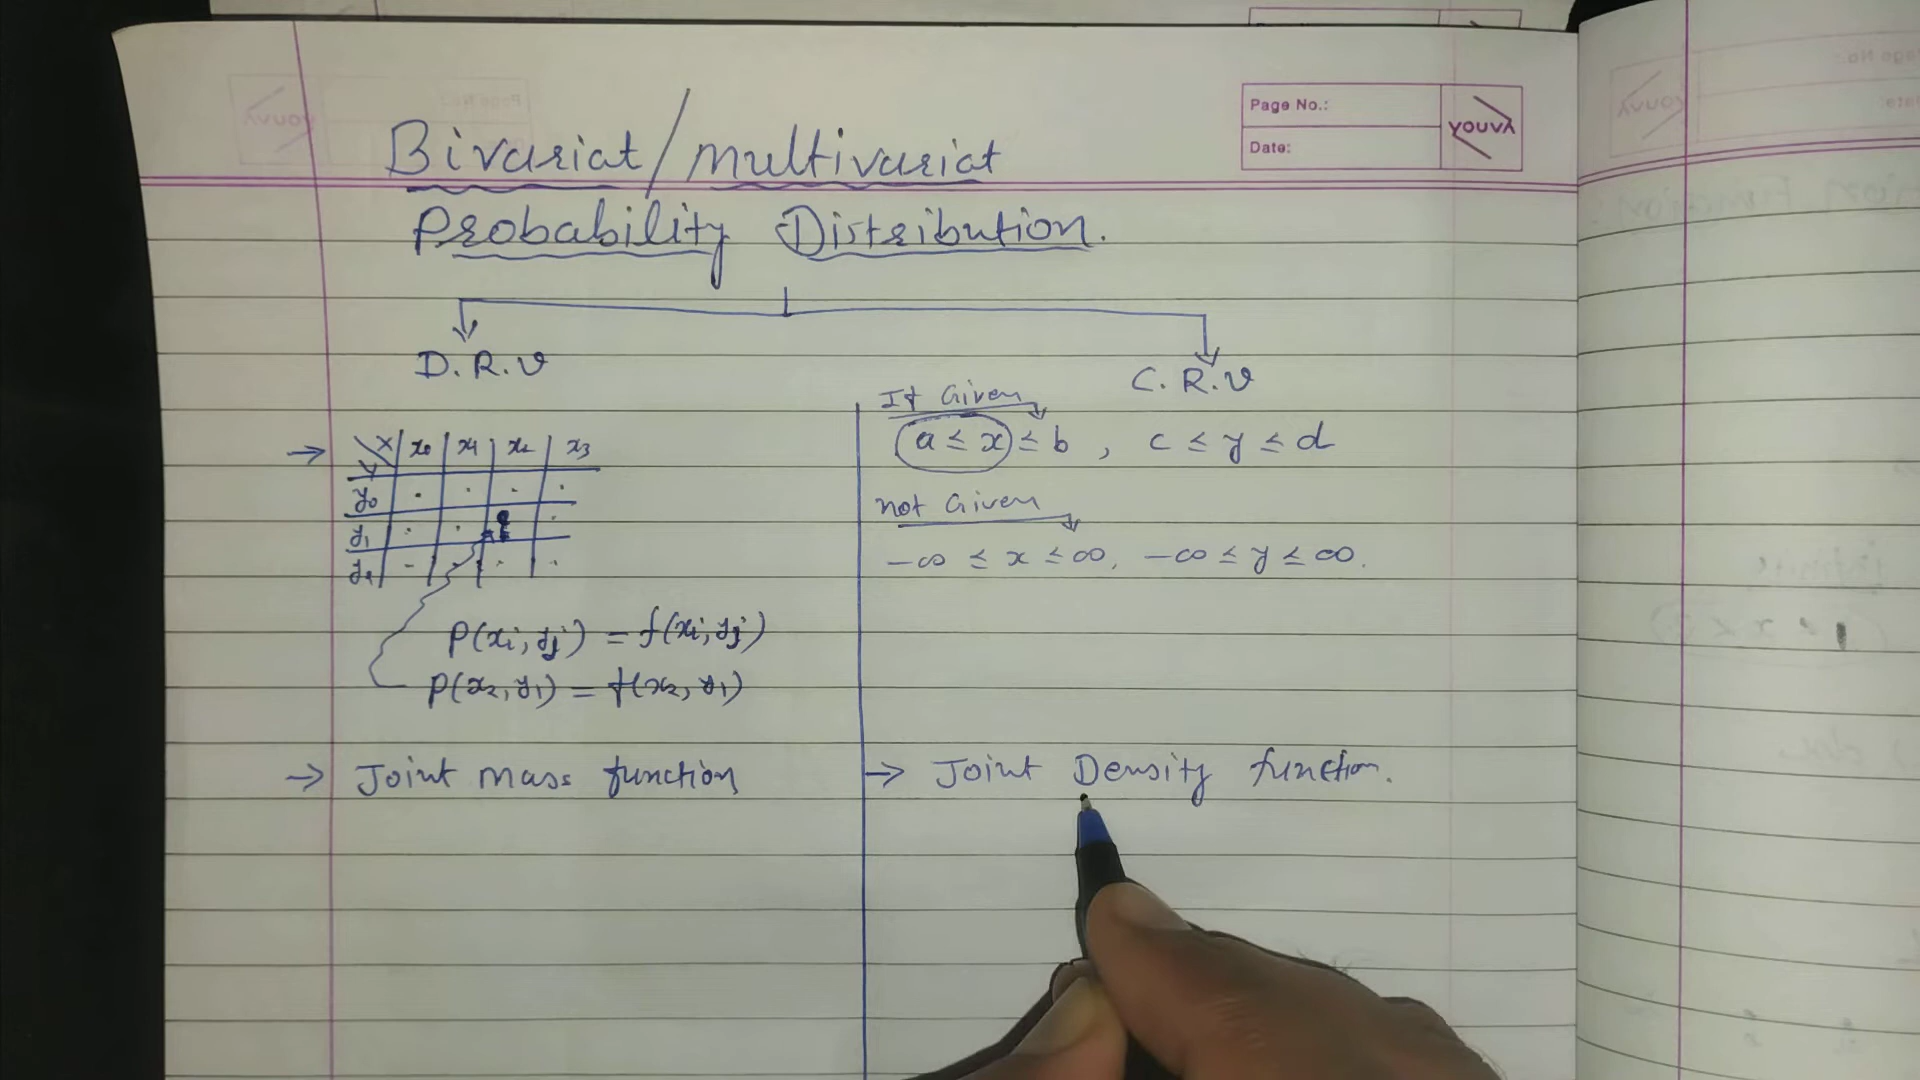 Page No.:
Date:
YOUVA
Bivariat/multivariat
Probability Distribution.
D.R.V
C.R.V
X x0 x1 x2 x3
Y
y0
y1
y2
P(xi, yj) = f(xi, yj)
P(x2, y1) = f(x2, y1)
→ Joint mass function
If Given
a ≤ x ≤ b , c ≤ y ≤ d
not Given
-∞ ≤ x ≤ ∞, -∞ ≤ y ≤ ∞.
→ Joint Density function.